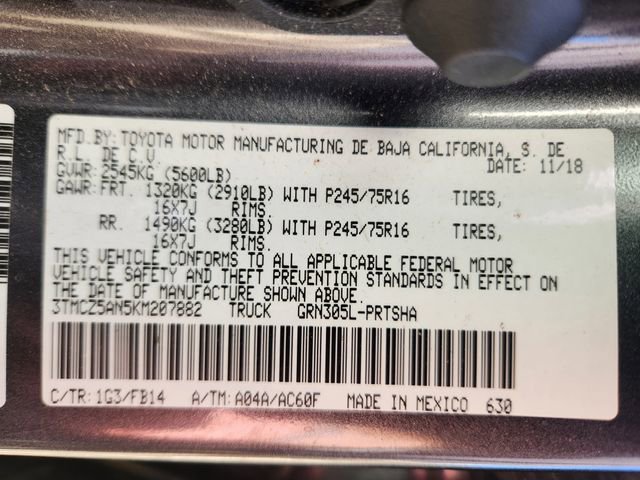 MFD.BY: TOYOTA MOTOR MANUFACTURING DE BAJA CALIFORNIA, S. DE
R.L. DE C.V. DATE: 11/18
GVWR: 2545KG (5600LB)
GAWR: FRT. 1320KG (2910LB) WITH P245/75R16 TIRES,
16X7J RIMS.
RR. 1490KG (3280LB) WITH P245/75R16 TIRES,
16X7J RIMS.
THIS VEHICLE CONFORMS TO ALL APPLICABLE FEDERAL MOTOR
VEHICLE SAFETY AND THEFT PREVENTION STANDARDS IN EFFECT ON
THE DATE OF MANUFACTURE SHOWN ABOVE.
3TMCZ5AN5KM207882 TRUCK GRN305L-PRTSHA
C/TR: 1G3/FB14 A/TM: A04A/AC60F MADE IN MEXICO 630